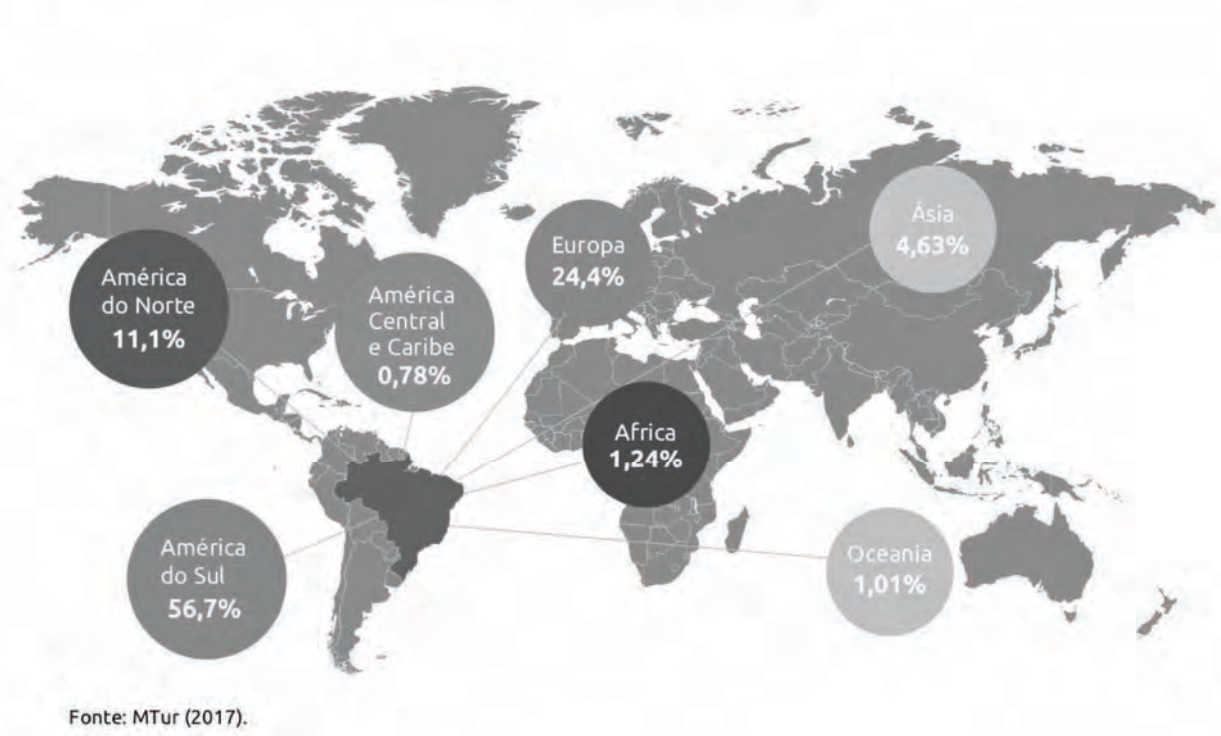 América
do Norte
11,1%
América
Central
e Caribe
0,78%
Europa
24,4%
Ásia
4,63%
Africa
1,24%
América
do Sul
56,7%
Oceania
1,01%
Fonte: MTur (2017).